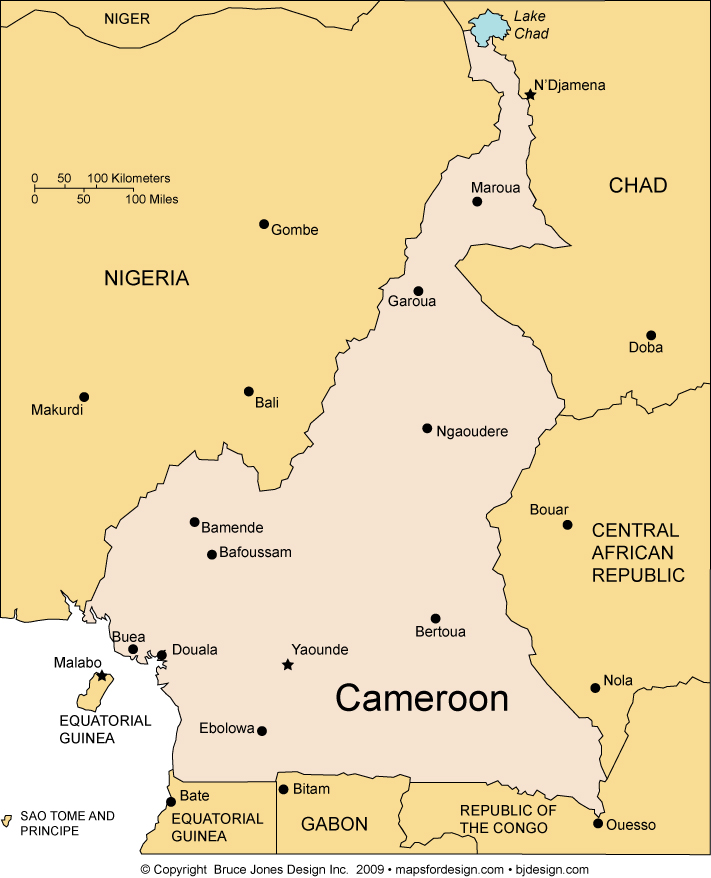 NIGER
Lake
Chad
N'Djamena
0 50 100 Kilometers
0 50 100 Miles
Maroua
CHAD
Gombe
NIGERIA
Garoua
Doba
Makurdi
Bali
Ngaoudere
Bouar
Bamende
CENTRAL
AFRICAN
REPUBLIC
Bafoussam
Bertoua
Buea
Douala
Yaounde
Malabo
Nola
Cameroon
EQUATORIAL
GUINEA
Ebolowa
Bate
Bitam
SAO TOME AND
PRINCIPE
EQUATORIAL
GUINEA
GABON
REPUBLIC OF
THE CONGO
Ouesso
© Copyright Bruce Jones Design Inc. 2009 • mapsfordesign.com • bjdesign.com